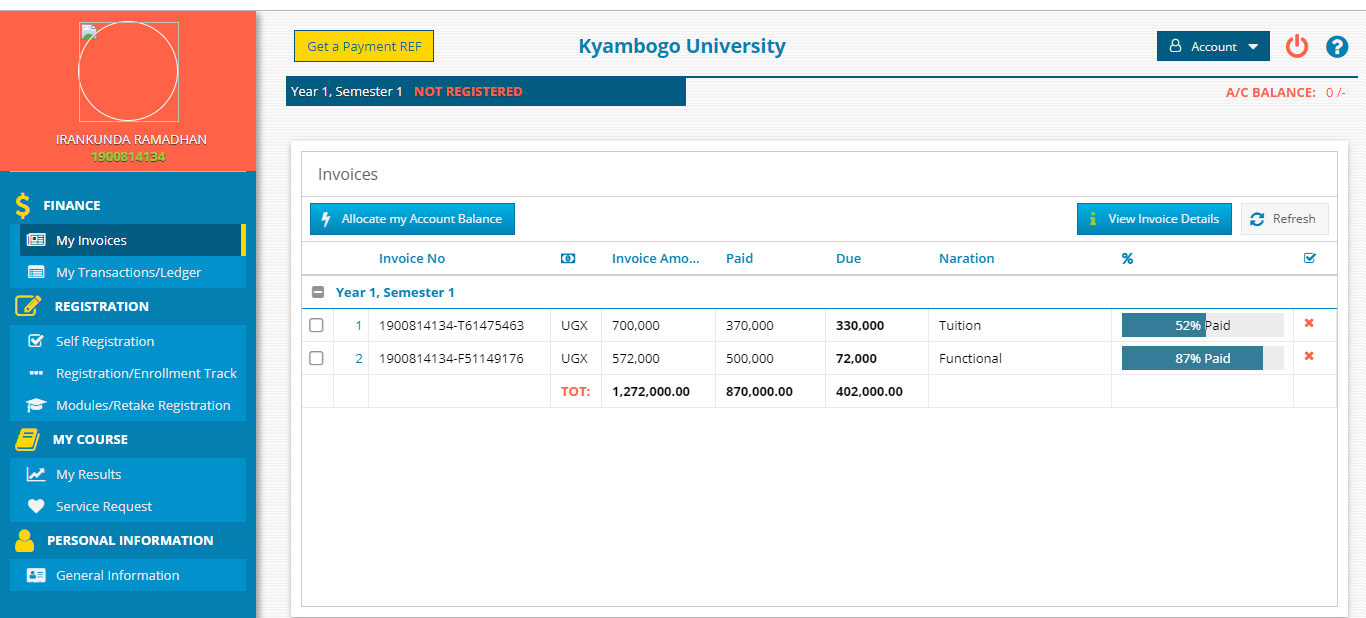 Get a Payment REF
Kyambogo University
Account
Year 1, Semester 1 NOT REGISTERED
A/C BALANCE: 0 /-
IRANKUNDA RAMADHAN
1900814134
FINANCE
My Invoices
My Transactions/Ledger
REGISTRATION
Self Registration
Registration/Enrollment Track
Modules/Retake Registration
MY COURSE
My Results
Service Request
PERSONAL INFORMATION
General Information
Invoices
Allocate my Account Balance
View Invoice Details
Refresh
Invoice No Invoice Amo... Paid Due Naration %
Year 1, Semester 1
1 1900814134-T61475463 UGX 700,000 370,000 330,000 Tuition 52% Paid
2 1900814134-F51149176 UGX 572,000 500,000 72,000 Functional 87% Paid
TOT: 1,272,000.00 870,000.00 402,000.00